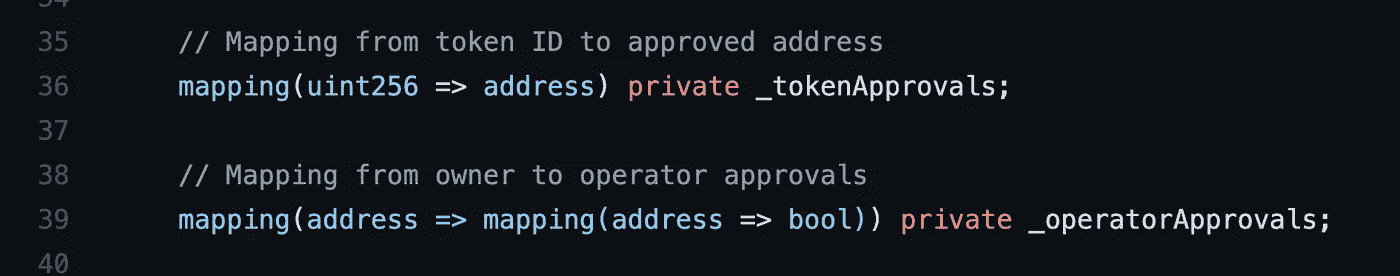 34
35 // Mapping from token ID to approved address
36 mapping(uint256 => address) private _tokenApprovals;
37
38 // Mapping from owner to operator approvals
39 mapping(address => mapping(address => bool)) private _operatorApprovals;
40